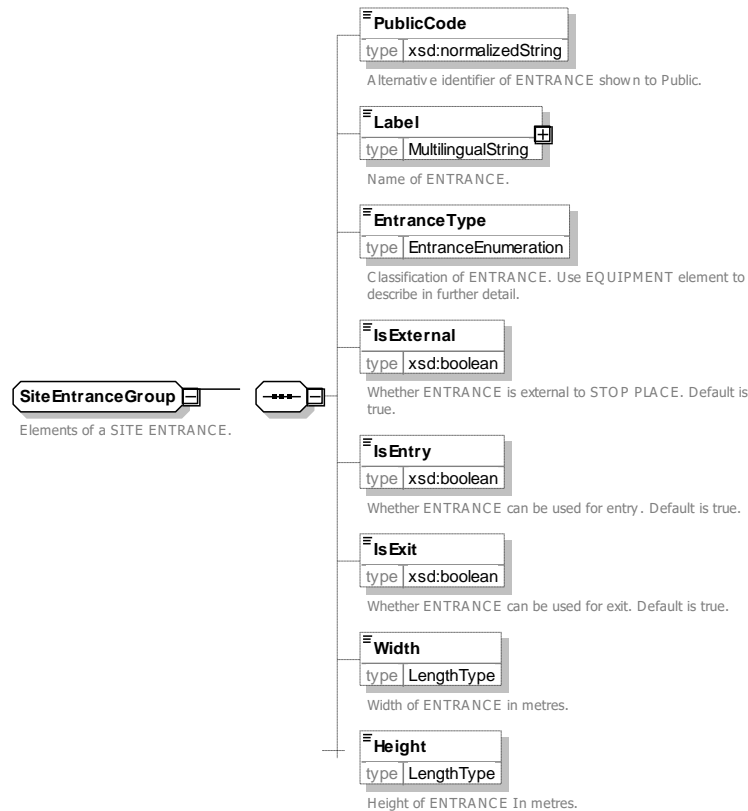 PublicCode
type xsd:normalizedString
Alternative identifier of ENTRANCE shown to Public.
Label
type MultilingualString
Name of ENTRANCE.
EntranceType
type EntranceEnumeration
Classification of ENTRANCE. Use EQUIPMENT element to
describe in further detail.
IsExternal
type xsd:boolean
Whether ENTRANCE is external to STOP PLACE. Default is
true.
SiteEntranceGroup
Elements of a SITE ENTRANCE.
IsEntry
type xsd:boolean
Whether ENTRANCE can be used for entry. Default is true.
IsExit
type xsd:boolean
Whether ENTRANCE can be used for exit. Default is true.
Width
type LengthType
Width of ENTRANCE in metres.
Height
type LengthType
Height of ENTRANCE In metres.